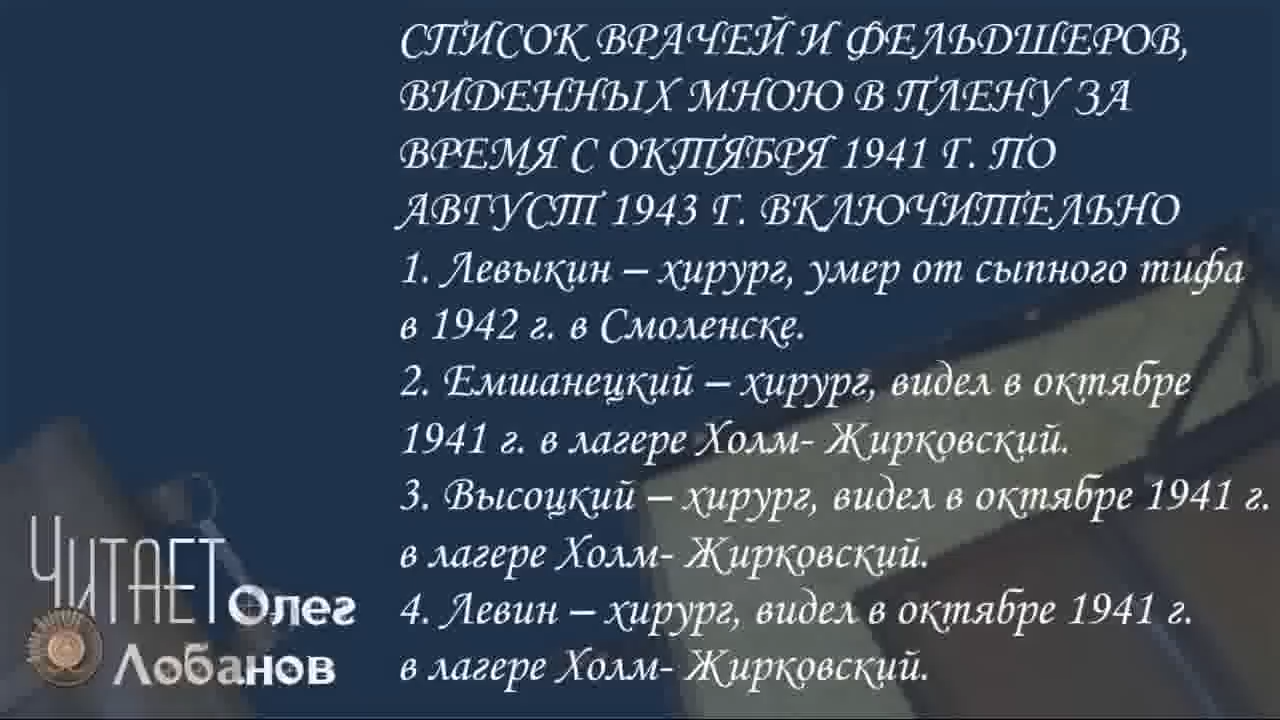 СПИСОК ВРАЧЕЙ И ФЕЛЬДШЕРОВ,
ВИДЕННЫХ МНОЮ В ПЛЕНУ ЗА
ВРЕМЯ С ОКТЯБРЯ 1941 Г. ПО
АВГУСТ 1943 Г. ВКЛЮЧИТЕЛЬНО
1. Левыкин – хирург, умер от сыпного тифа
в 1942 г. в Смоленске.
2. Емшанецкий – хирург, видел в октябре
1941 г. в лагере Холм- Жирковский.
3. Высоцкий – хирург, видел в октябре 1941 г.
в лагере Холм- Жирковский.
4. Левин – хирург, видел в октябре 1941 г.
в лагере Холм- Жирковский.
Читает
Олег
Лобанов